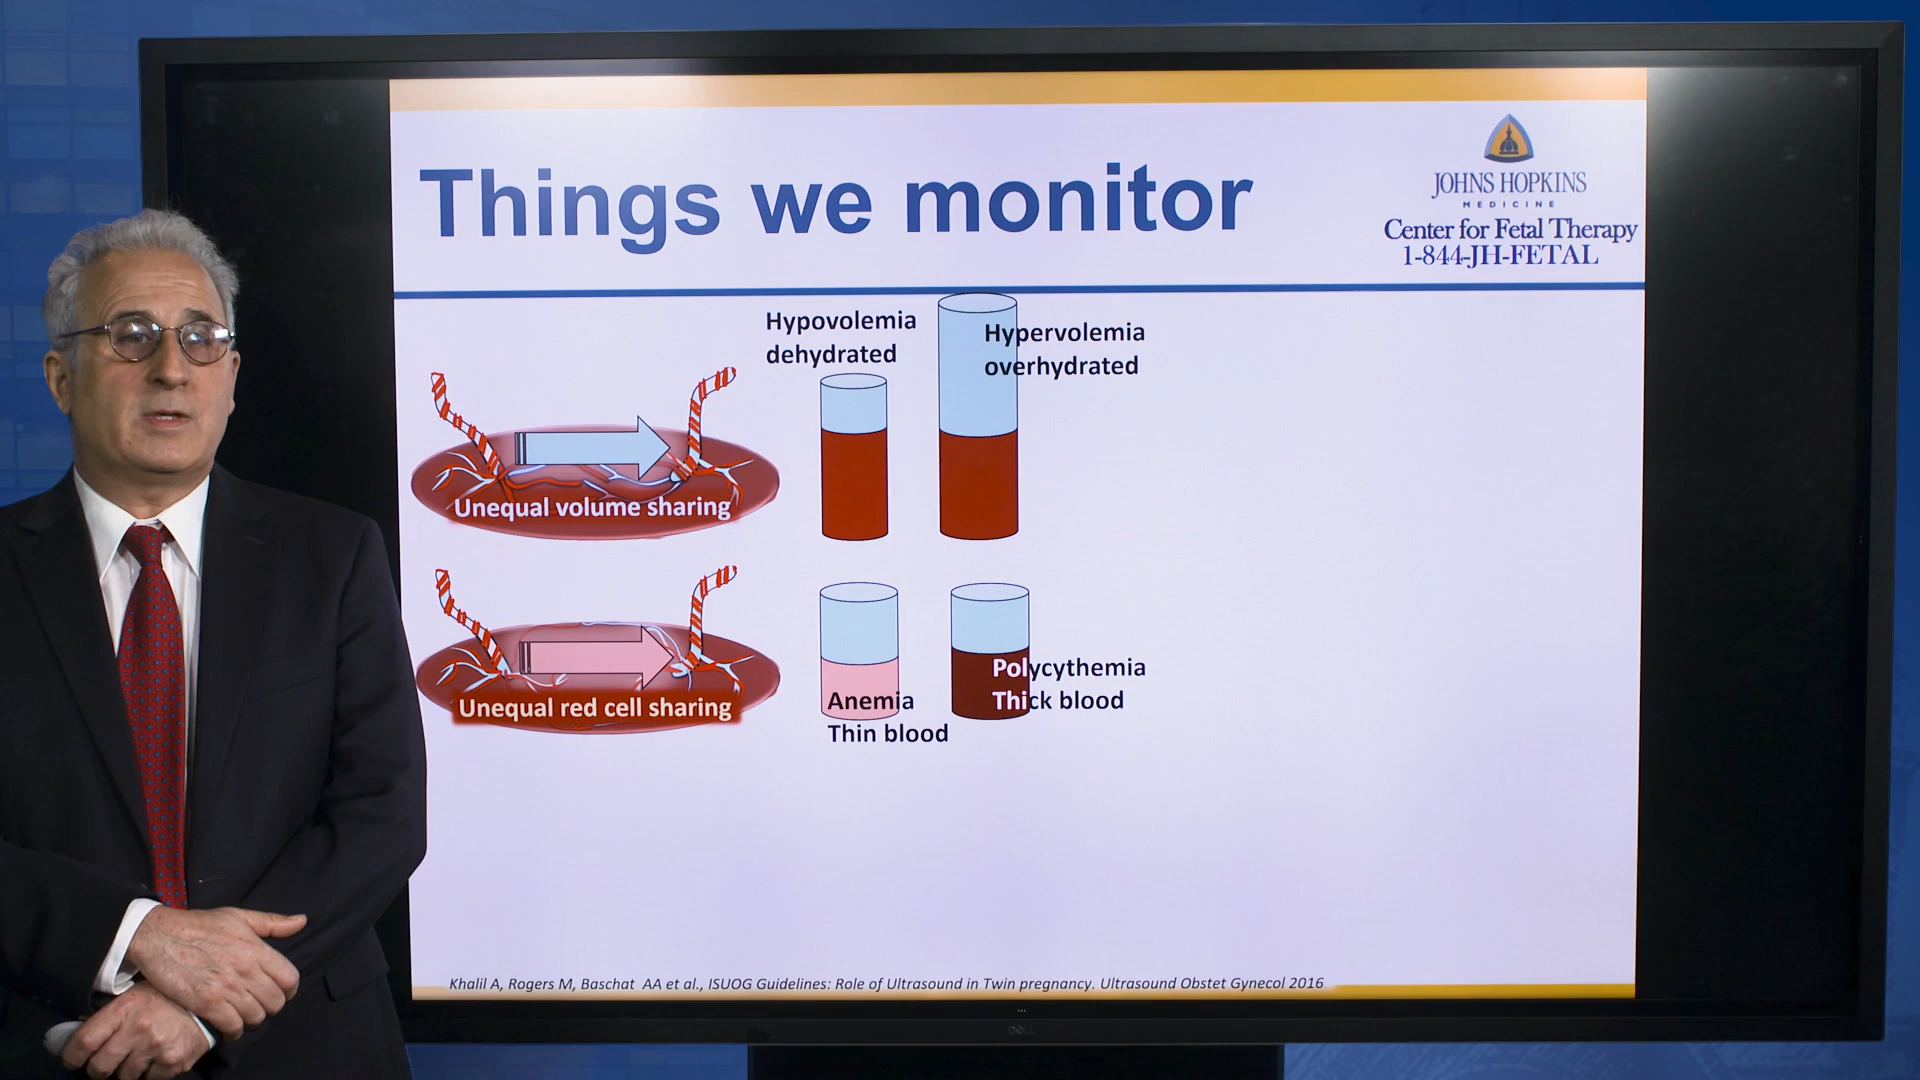 Things we monitor
JOHNS HOPKINS
MEDICINE
Center for Fetal Therapy
1-844-JH-FETAL
Hypovolemia
dehydrated
Hypervolemia
overhydrated
Unequal volume sharing
Unequal red cell sharing
Anemia
Thin blood
Polycythemia
Thick blood
Khalil A, Rogers M, Baschat AA et al., ISUOG Guidelines: Role of Ultrasound in Twin pregnancy. Ultrasound Obstet Gynecol 2016
DELL